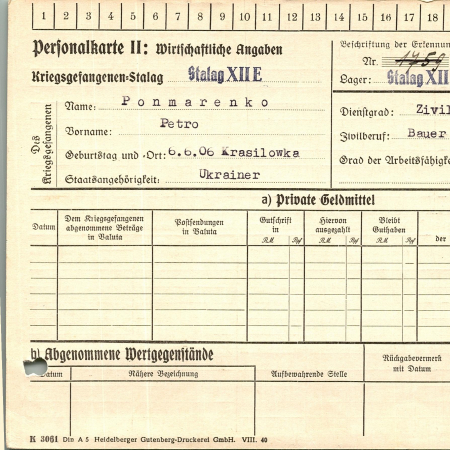 1 2 3 4 5 6 7 8 9 10 11 12 13 14 15 16 17 18
Personalkarte II: Wirtschaftliche Angaben
Beschriftung der Erkennun
Kriegsgefangenen-Stalag Stalag XII E
Nr. 1759
Lager: Stalag XII
Des Kriegsgefangenen
Name: Ponmarenko
Vorname: Petro
Geburtstag und -Ort: 6.6.06 Krasilowka
Staatsangehörigkeit: Ukrainer
Dienstgrad: Zivil
Zivilberuf: Bauer
Grad der Arbeitsfähigke
a) Private Geldmittel
Datum
Dem Kriegsgefangenen abgenommene Beträge in Valuta
Postsendungen in Valuta
Gutschrift in
RM Rpf
Hiervon ausgezahlt
RM Rpf
Bleibt Guthaben
RM Rpf
der
b) Abgenommene Wertgegenstände
Datum
Nähere Bezeichnung
Aufbewahrende Stelle
Rückgabevermerk mit Datum
K 3061 Din A 5 Heidelberger Gutenberg-Druckerei GmbH. VIII. 40